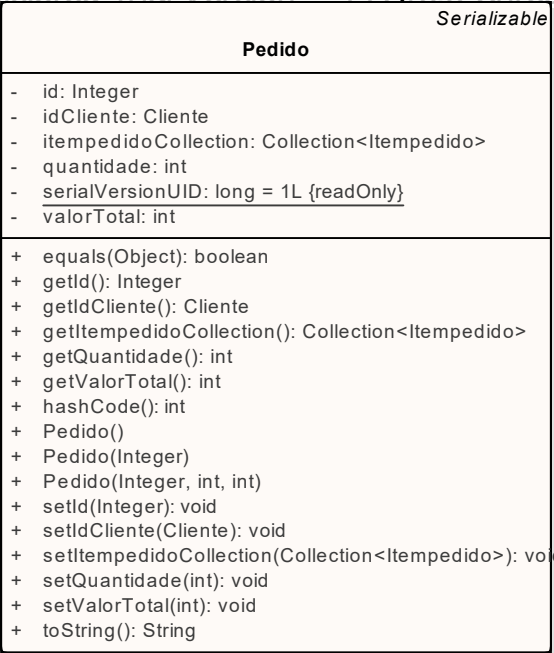 Serializable
Pedido
- id: Integer
- idCliente: Cliente
- itempedidoCollection: Collection<Itempedido>
- quantidade: int
- serialVersionUID: long = 1L {readOnly}
- valorTotal: int
+ equals(Object): boolean
+ getId(): Integer
+ getIdCliente(): Cliente
+ getItempedidoCollection(): Collection<Itempedido>
+ getQuantidade(): int
+ getValorTotal(): int
+ hashCode(): int
+ Pedido()
+ Pedido(Integer)
+ Pedido(Integer, int, int)
+ setId(Integer): void
+ setIdCliente(Cliente): void
+ setItempedidoCollection(Collection<Itempedido>): voi
+ setQuantidade(int): void
+ setValorTotal(int): void
+ toString(): String